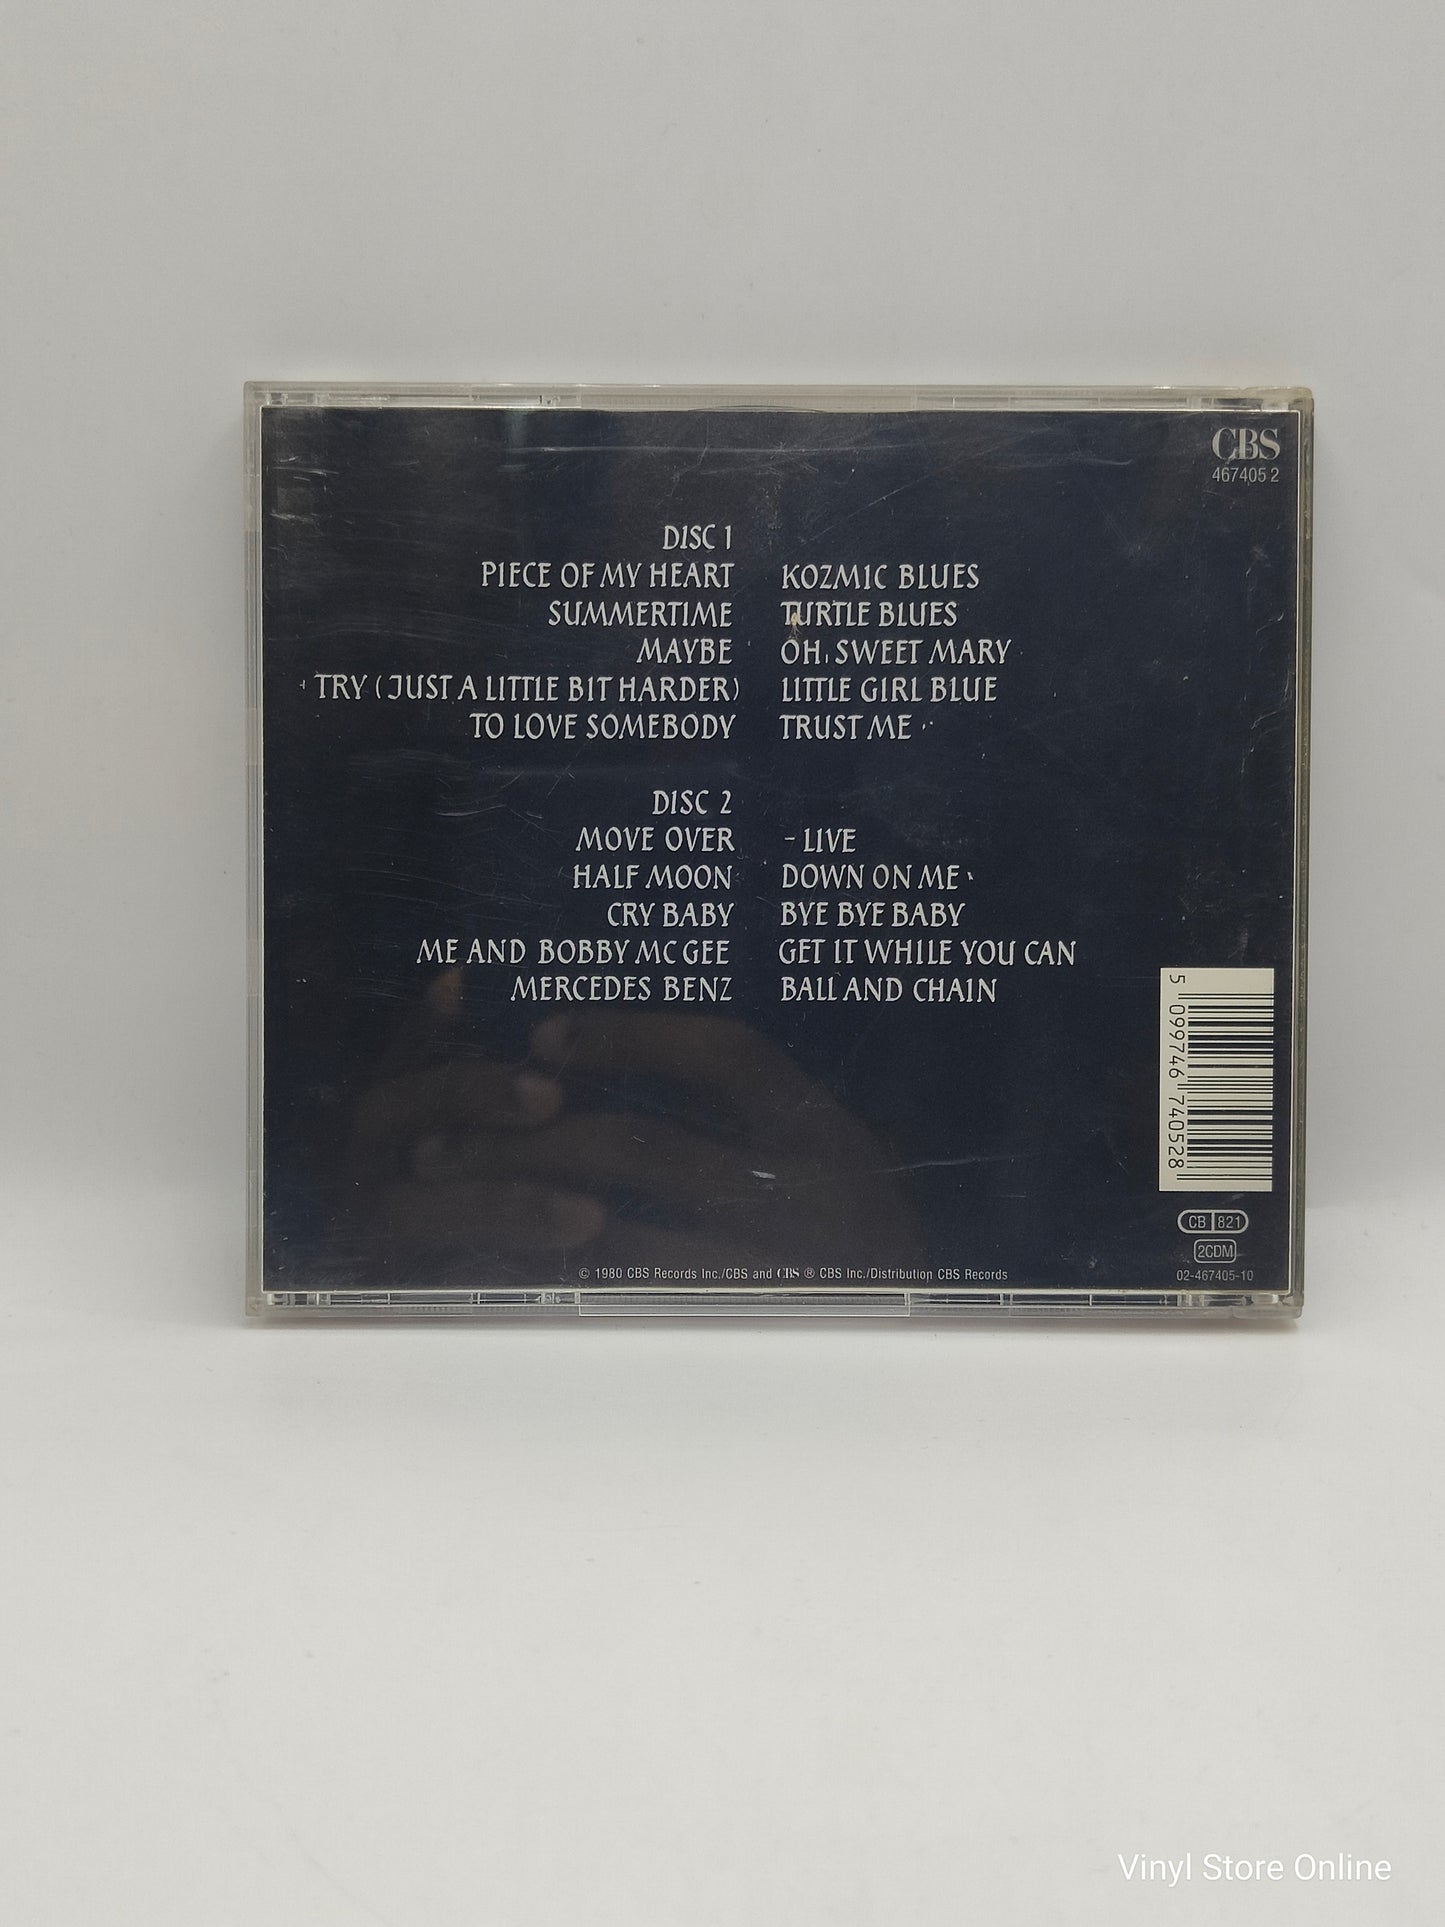 CBS
467405 2
DISC 1
PIECE OF MY HEART
SUMMERTIME
MAYBE
TRY (JUST A LITTLE BIT HARDER)
TO LOVE SOMEBODY
KOZMIC BLUES
TURTLE BLUES
OH, SWEET MARY
LITTLE GIRL BLUE
TRUST ME
DISC 2
MOVE OVER
HALF MOON
CRY BABY
ME AND BOBBY MC GEE
MERCEDES BENZ
- LIVE
DOWN ON ME
BYE BYE BABY
GET IT WHILE YOU CAN
BALL AND CHAIN
5 099746 740528
CB 821
2CDM
02-467405-10
© 1980 CBS Records Inc./CBS and CBS ® CBS Inc./Distribution CBS Records
Vinyl Store Online